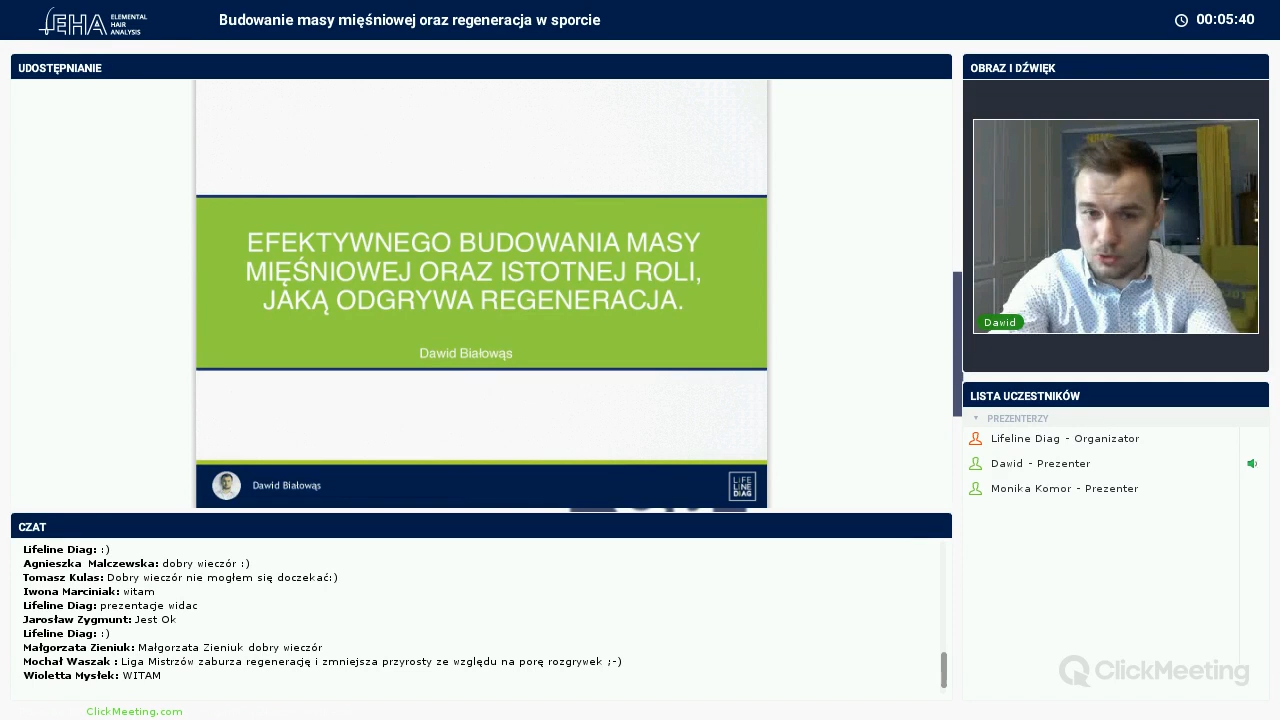 EHA ELEMENTAL
HAIR
ANALYSIS
Budowanie masy mięśniowej oraz regeneracja w sporcie
00:05:40
UDOSTĘPNIANIE
EFEKTYWNEGO BUDOWANIA MASY
MIĘŚNIOWEJ ORAZ ISTOTNEJ ROLI,
JAKĄ ODGRYWA REGENERACJA.
Dawid Białowąs
Dawid Białowąs
LIFE
LINE
DIAG
OBRAZ I DŹWIĘK
Dawid
LISTA UCZESTNIKÓW
PREZENTERZY
Lifeline Diag - Organizator
Dawid - Prezenter
Monika Komor - Prezenter
CZAT
Lifeline Diag: :)
Agnieszka Malczewska: dobry wieczór :)
Tomasz Kulas: Dobry wieczór nie mogłem się doczekać:)
Iwona Marciniak: witam
Lifeline Diag: prezentacje widac
Jarosław Zygmunt: Jest Ok
Lifeline Diag: :)
Małgorzata Zieniuk: Małgorzata Zieniuk dobry wieczór
Mochał Waszak : Liga Mistrzów zaburza regenerację i zmniejsza przyrosty ze względu na porę rozgrywek ;-)
Wioletta Mysłek: WITAM
ClickMeeting
ClickMeeting.com